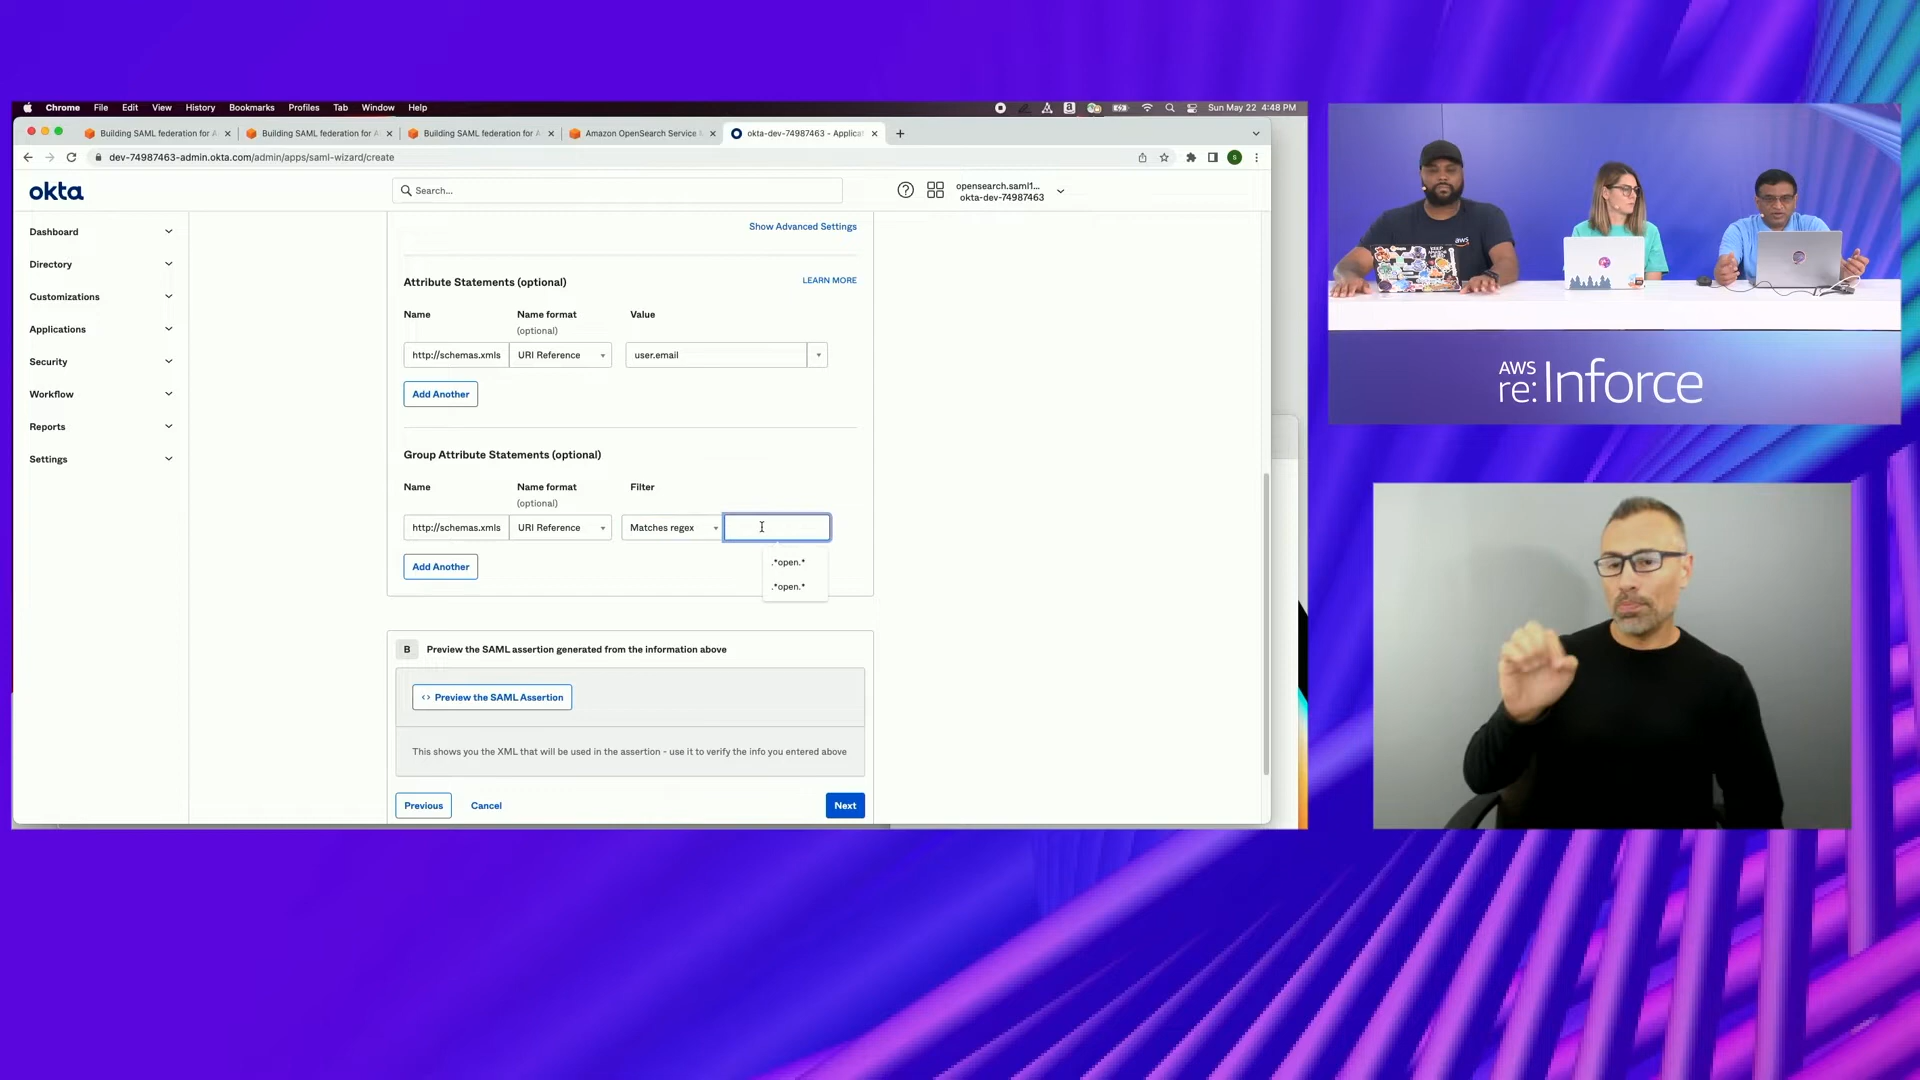 Chrome File Edit View History Bookmarks Profiles Tab Window Help
Sun May 22 4:48 PM
Building SAML federation for A
Building SAML federation for A
Building SAML federation for A
Amazon OpenSearch Service
okta-dev-74987463 - Applicat
dev-74987463-admin.okta.com/admin/apps/saml-wizard/create
S
okta
Search...
opensearch.saml1...
okta-dev-74987463
Dashboard
Directory
Customizations
Applications
Security
Workflow
Reports
Settings
Show Advanced Settings
Attribute Statements (optional)
LEARN MORE
Name
Name format
(optional)
Value
http://schemas.xmls
URI Reference
user.email
Add Another
Group Attribute Statements (optional)
Name
Name format
(optional)
Filter
http://schemas.xmls
URI Reference
Matches regex
.*open.*
.*open.*
Add Another
B
Preview the SAML assertion generated from the information above
<> Preview the SAML Assertion
This shows you the XML that will be used in the assertion - use it to verify the info you entered above
Previous
Cancel
Next
aws
AWS
re:Inforce